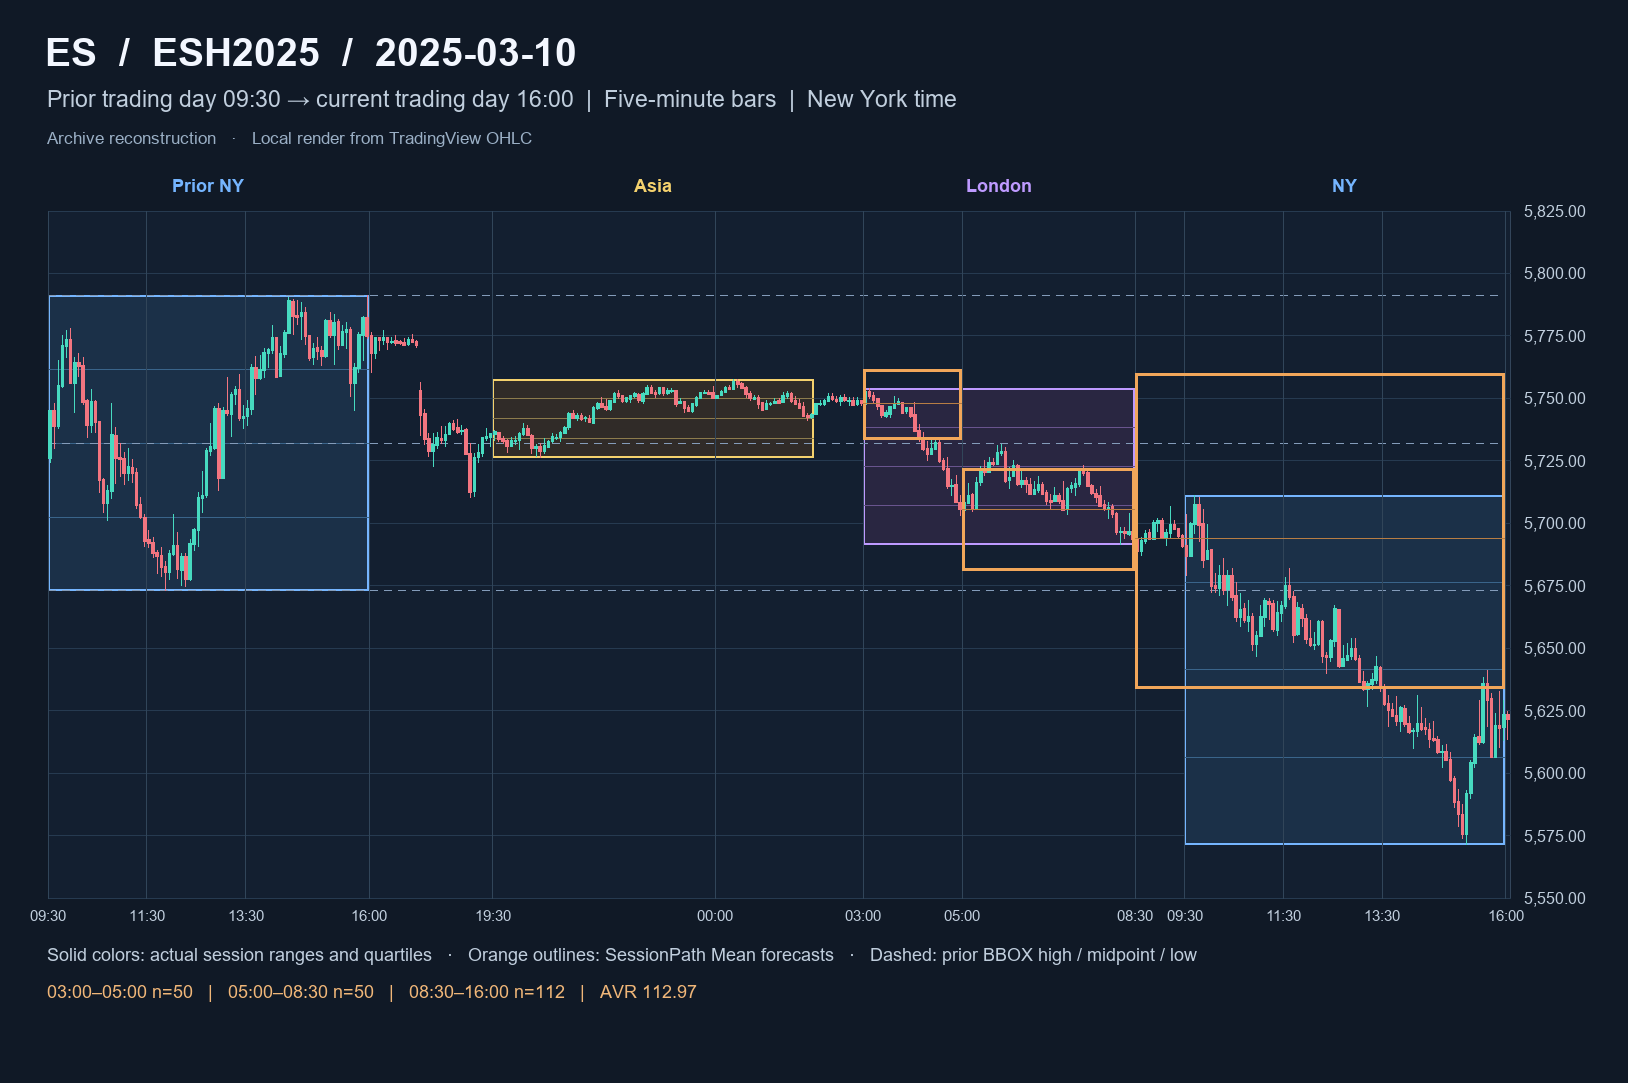 ES / ESH2025 / 2025-03-10
Prior trading day 09:30 → current trading day 16:00 | Five-minute bars | New York time
Archive reconstruction · Local render from TradingView OHLC
Prior NY Asia London NY
5,825.00
5,800.00
5,775.00
5,750.00
5,725.00
5,700.00
5,675.00
5,650.00
5,625.00
5,600.00
5,575.00
5,550.00
09:30 11:30 13:30 16:00 19:30 00:00 03:00 05:00 08:30 09:30 11:30 13:30 16:00
Solid colors: actual session ranges and quartiles · Orange outlines: SessionPath Mean forecasts · Dashed: prior BBOX high / midpoint / low
03:00–05:00 n=50 | 05:00–08:30 n=50 | 08:30–16:00 n=112 | AVR 112.97